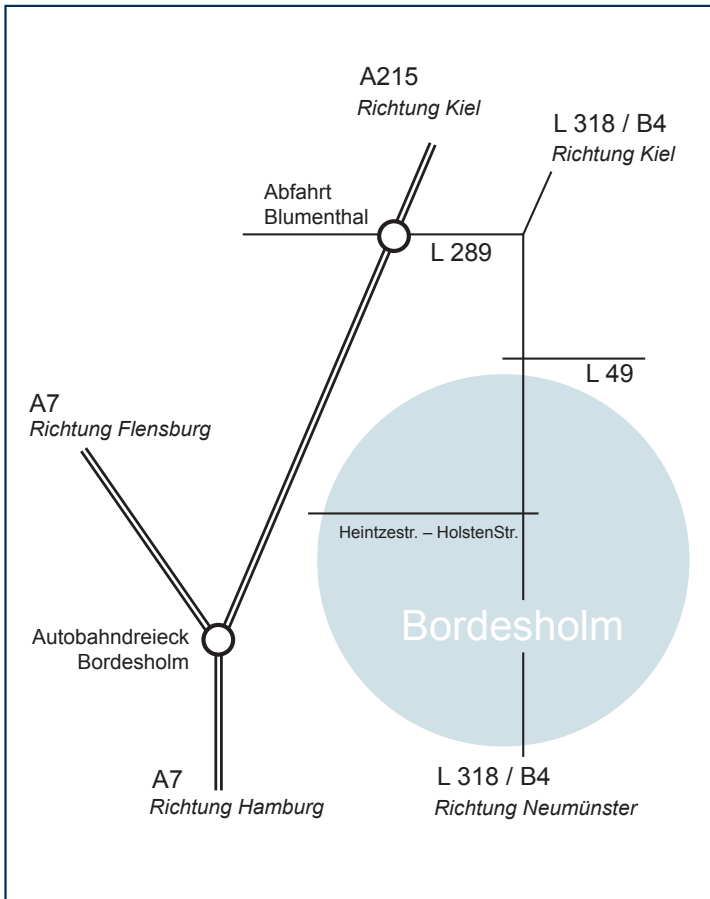 A215
Richtung Kiel
L 318 / B4
Richtung Kiel
Abfahrt
Blumenthal
L 289
L 49
A7
Richtung Flensburg
Heintzestr. – HolstenStr.
Bordesholm
Autobahndreieck
Bordesholm
A7
Richtung Hamburg
L 318 / B4
Richtung Neumünster